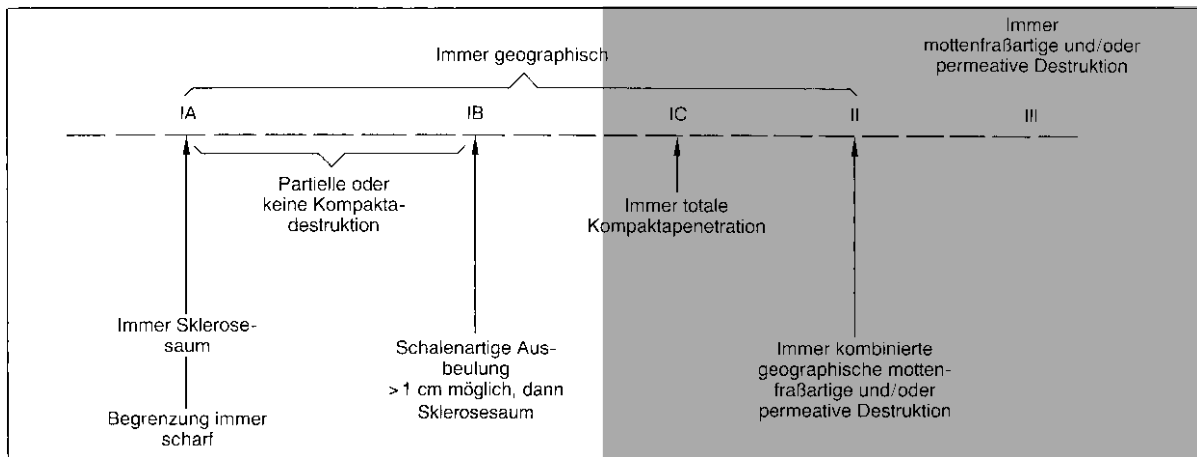 Immer
mottenfraßartige und/oder
permeative Destruktion
Immer geographisch
IA
IB
IC
II
III
Partielle oder
keine Kompakta-
destruktion
Immer totale
Kompaktapenetration
Immer Sklerose-
saum
Begrenzung immer
scharf
Schalenartige Aus-
beulung
>1 cm möglich, dann
Sklerosesaum
Immer kombinierte
geographische motten-
fraßartige und/oder
permeative Destruktion